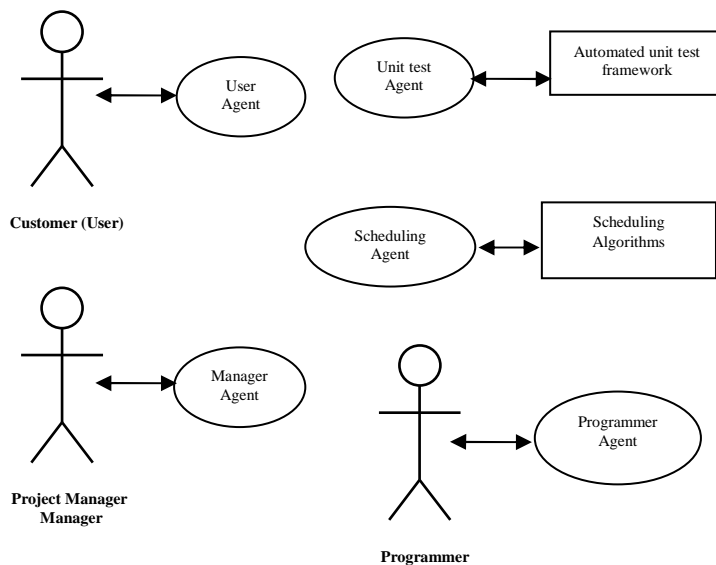 User
Agent
Customer (User)
Unit test
Agent
Automated unit test
framework
Scheduling
Agent
Scheduling
Algorithms
Manager
Agent
Project Manager
Manager
Programmer
Agent
Programmer